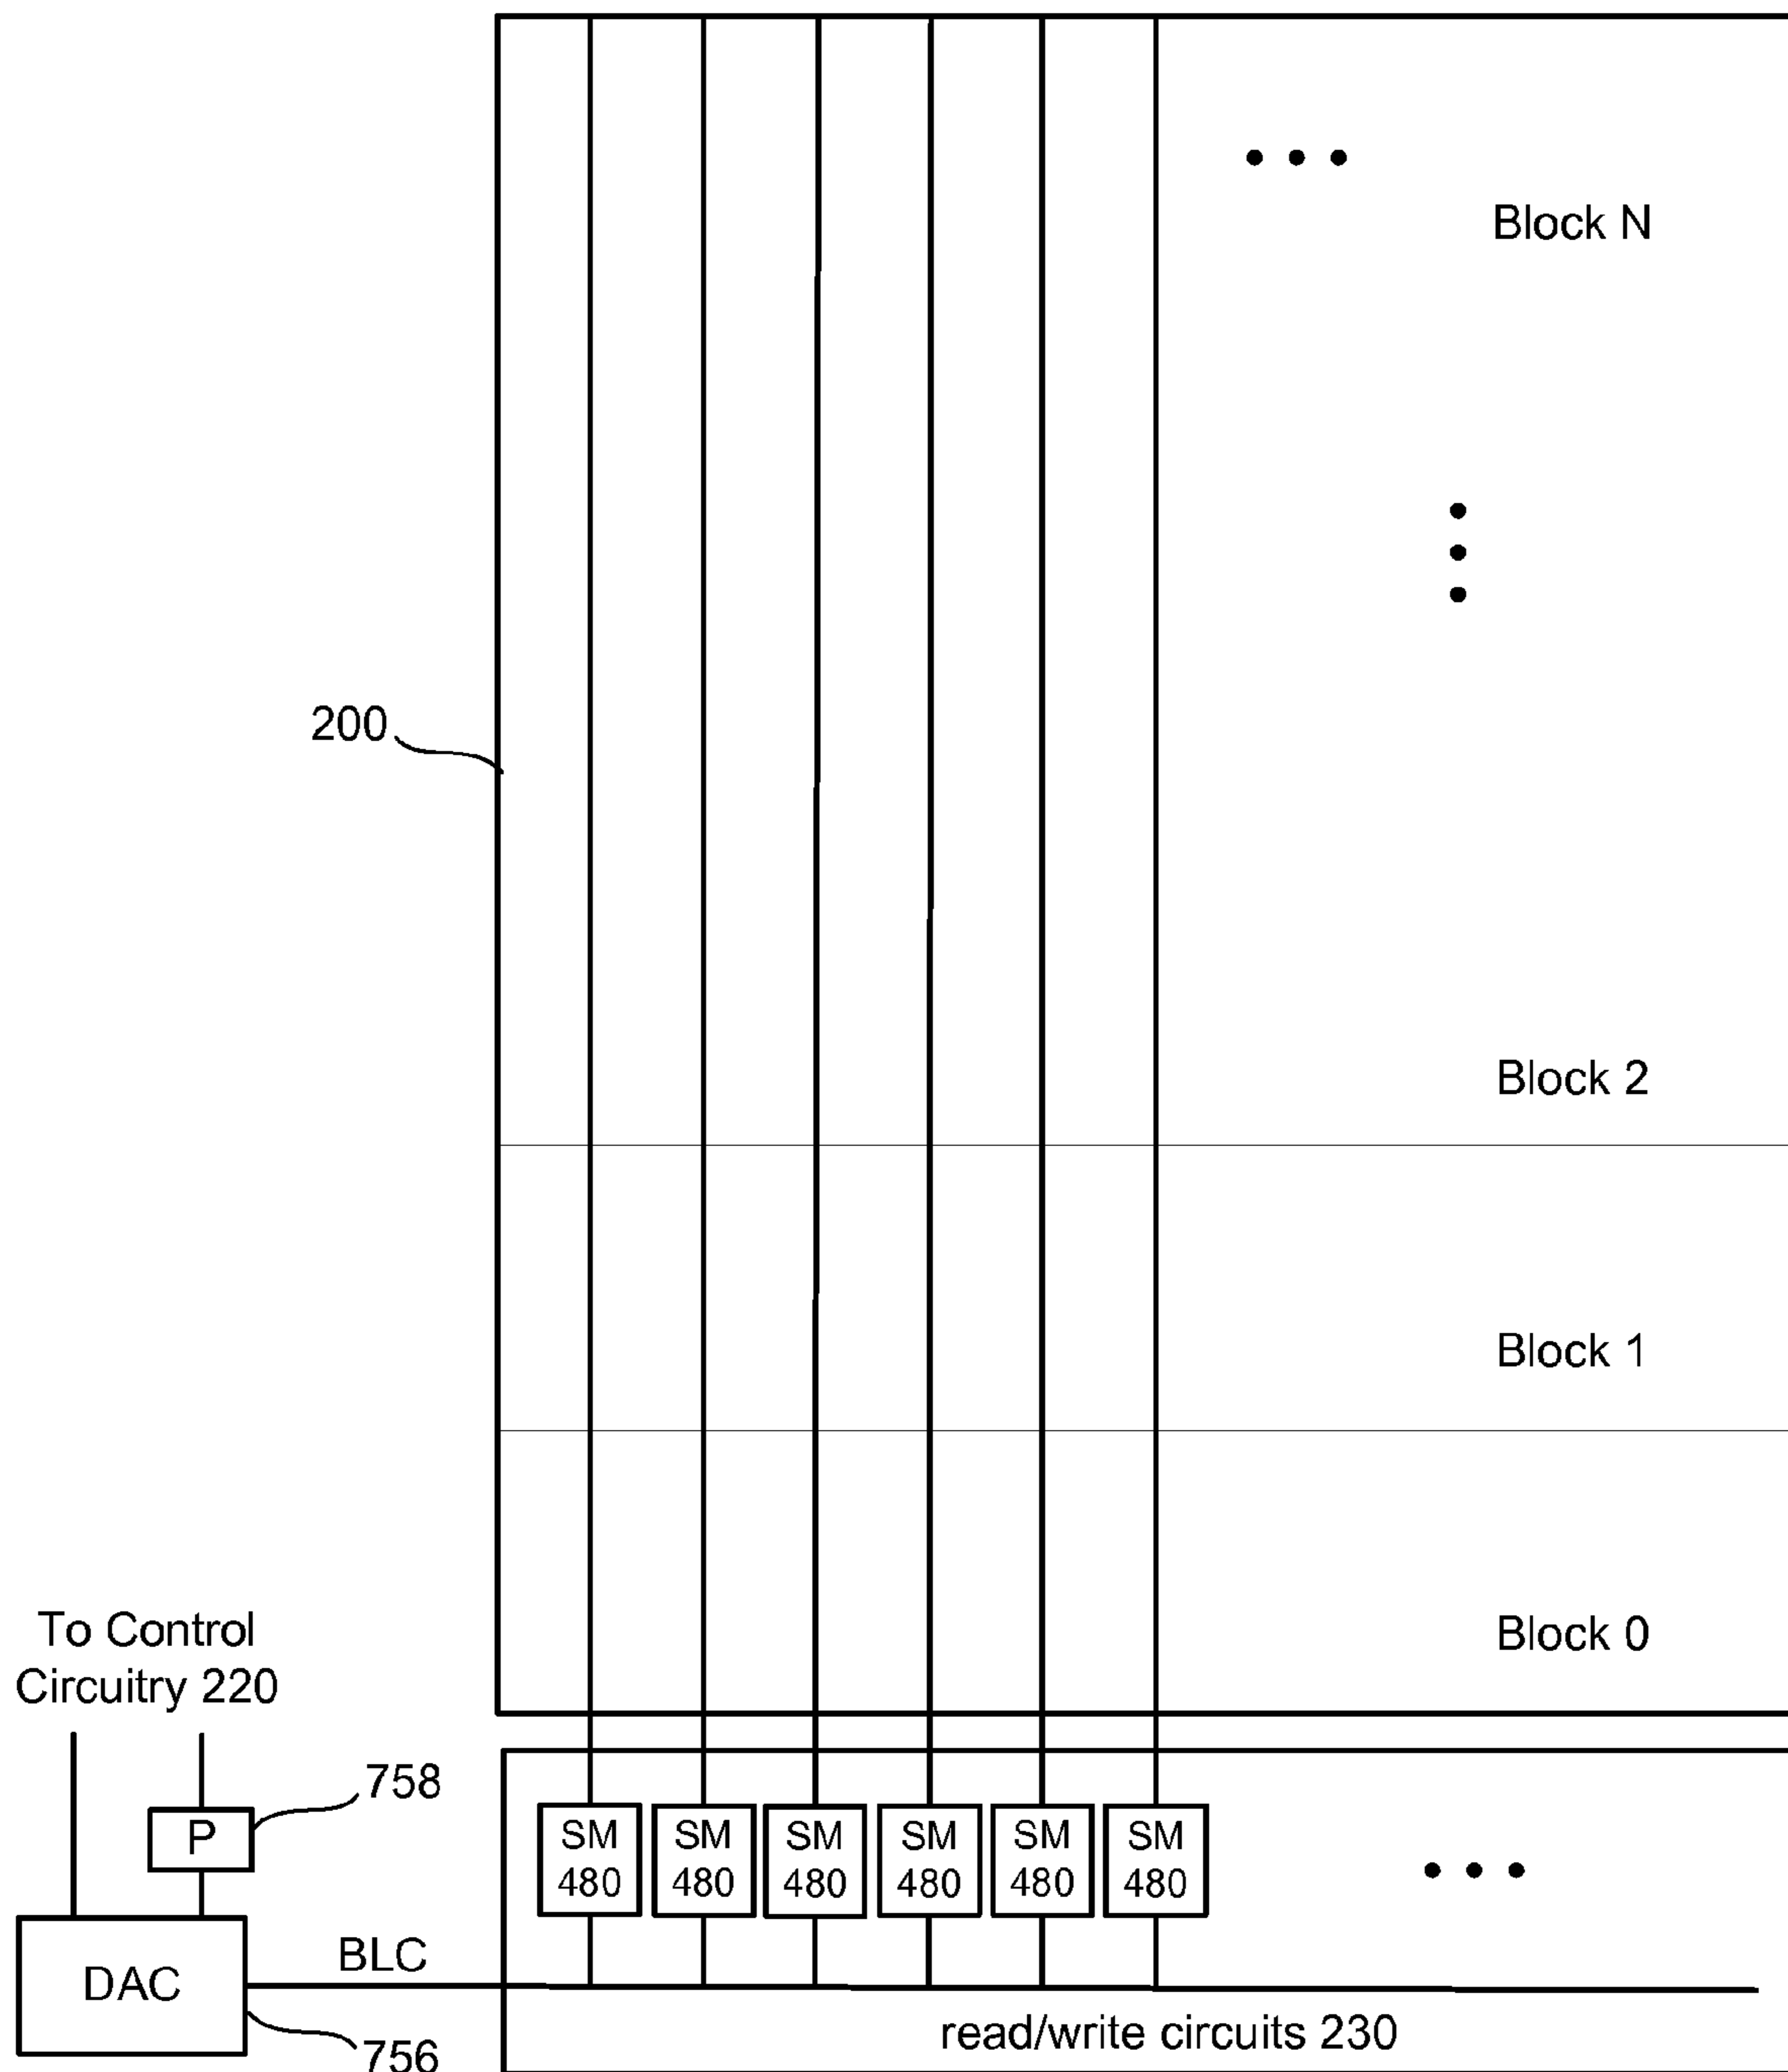 Block N
200
Block 2
Block 1
Block 0
To Control
Circuitry 220
758
P
SM
480
SM
480
SM
480
SM
480
SM
480
SM
480
BLC
DAC
read/write circuits 230
756